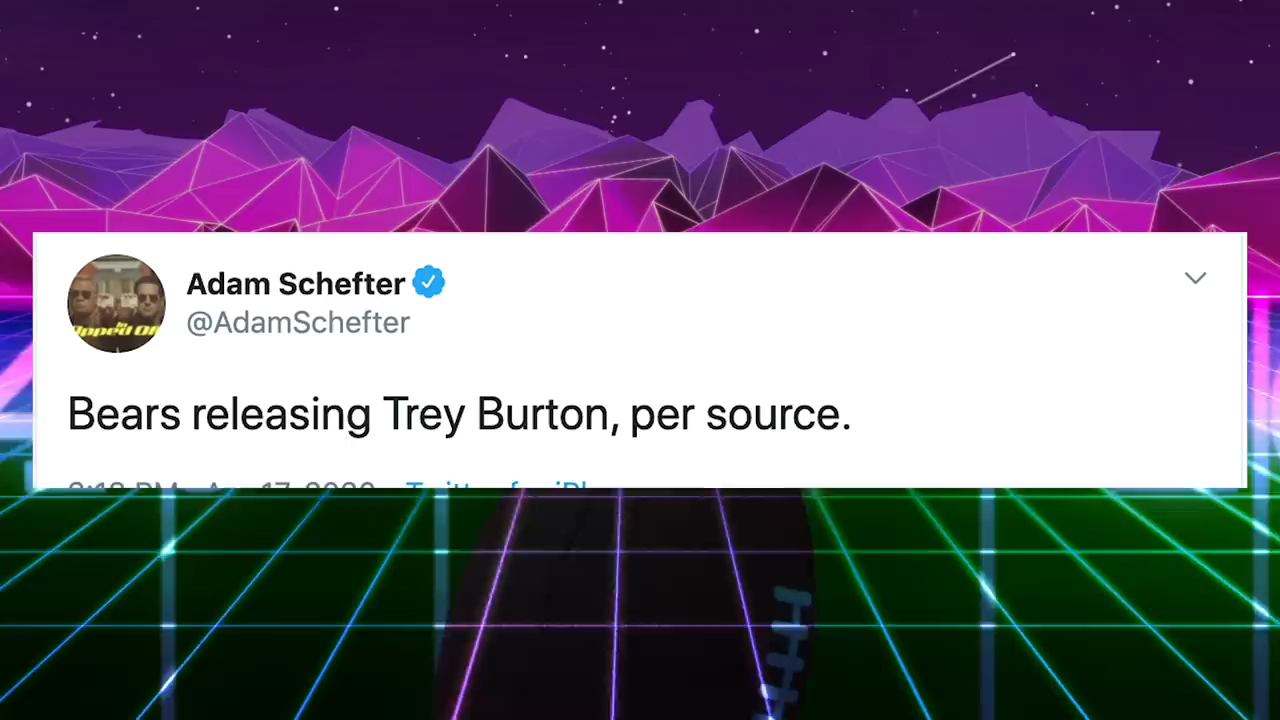 Adam Schefter
@AdamSchefter
Bears releasing Trey Burton, per source.